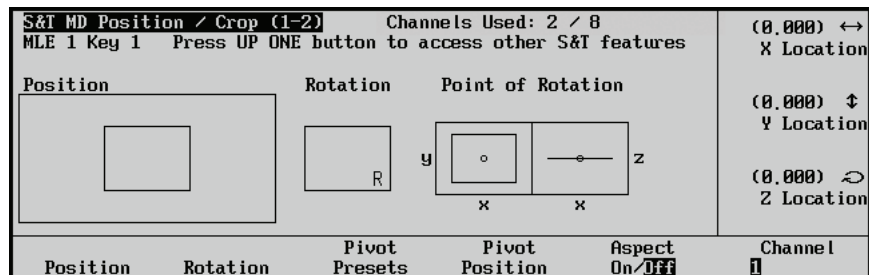 S&T MD Position / Crop (1-2) Channels Used: 2 / 8
MLE 1 Key 1 Press UP ONE button to access other S&T features
(0.000) ↔
X Location
Position Rotation Point of Rotation
(0.000) ↕
Y Location
R
y
z
x x
(0.000)
Z Location
Position
Rotation
Pivot
Presets
Pivot
Position
Aspect
On/Off
Channel
1